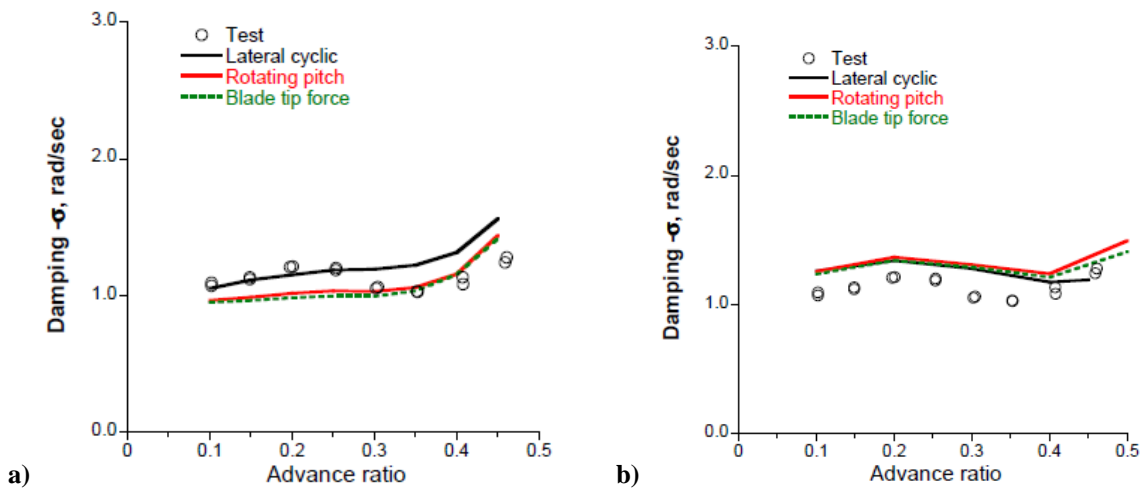 3.0
Test
Lateral cyclic
Rotating pitch
Blade tip force
2.0
1.0
0.0
Damping -σ, rad/sec
0 0.1 0.2 0.3 0.4 0.5
Advance ratio
a)
3.0
Test
Lateral cyclic
Rotating pitch
Blade tip force
2.0
1.0
0.0
Damping -σ, rad/sec
0 0.1 0.2 0.3 0.4 0.5
Advance ratio
b)